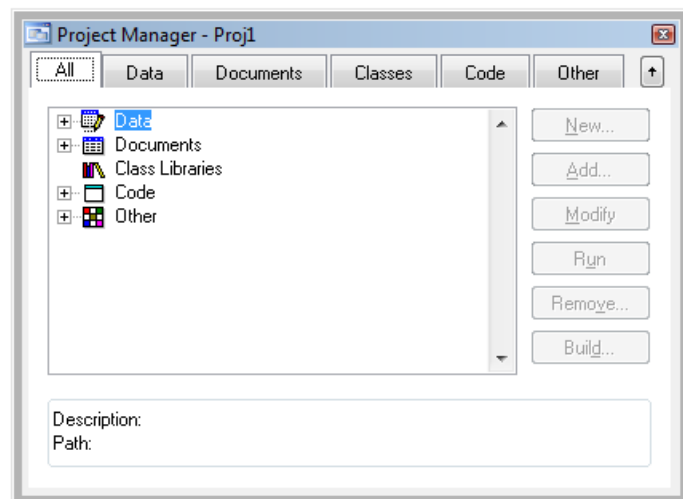 Project Manager - Proj1
All Data Documents Classes Code Other
Data
Documents
Class Libraries
Code
Other
New...
Add...
Modify
Run
Remove...
Build...
Description:
Path: